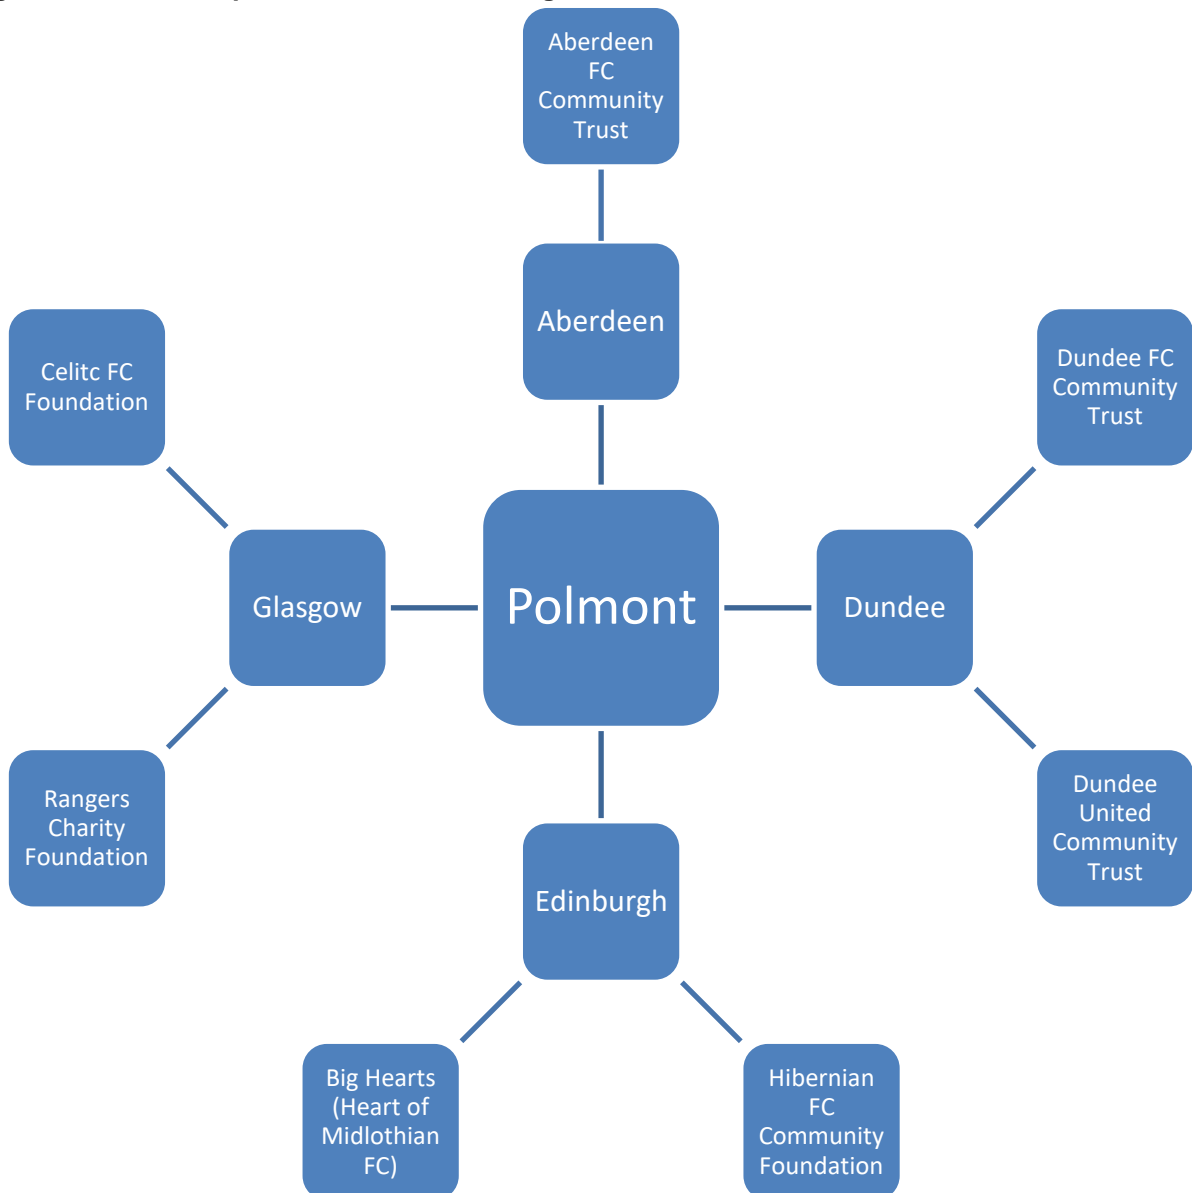 Aberdeen
FC
Community
Trust
Aberdeen
Celitc FC
Foundation
Dundee FC
Community
Trust
Glasgow
Polmont
Dundee
Rangers
Charity
Foundation
Dundee
United
Community
Trust
Edinburgh
Big Hearts
(Heart of
Midlothian
FC)
Hibernian
FC
Community
Foundation